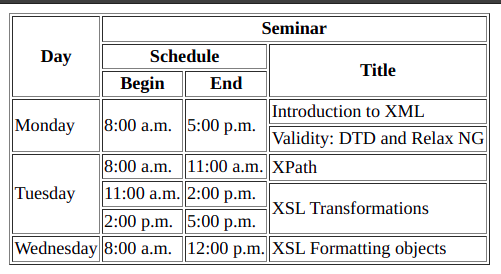 Seminar
Day
Schedule
Title
Begin End
Monday 8:00 a.m. 5:00 p.m. Introduction to XML
Validity: DTD and Relax NG
Tuesday 8:00 a.m. 11:00 a.m. XPath
11:00 a.m. 2:00 p.m. XSL Transformations
2:00 p.m. 5:00 p.m.
Wednesday 8:00 a.m. 12:00 p.m. XSL Formatting objects